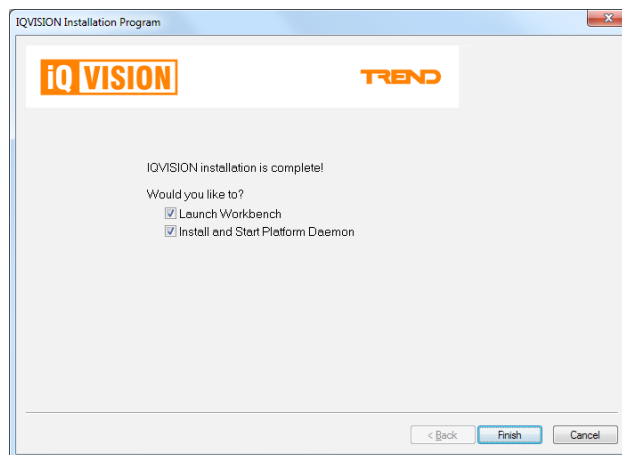 IQVISION Installation Program
iQ VISION
TREND
IQVISION installation is complete!
Would you like to?
Launch Workbench
Install and Start Platform Daemon
< Back
Finish
Cancel